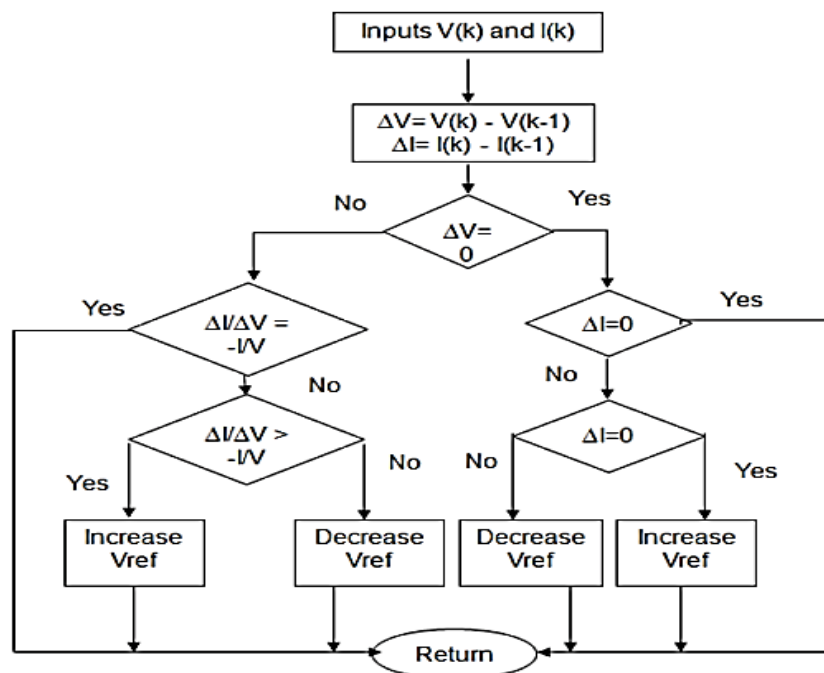 Inputs V(k) and I(k)
ΔV= V(k) - V(k-1)
ΔI= I(k) - I(k-1)
No
Yes
ΔV=
0
Yes
ΔI/ΔV =
-I/V
ΔI=0
Yes
No
No
ΔI/ΔV >
-I/V
ΔI=0
Yes
No
No
Yes
Increase
Vref
Decrease
Vref
Decrease
Vref
Increase
Vref
Return